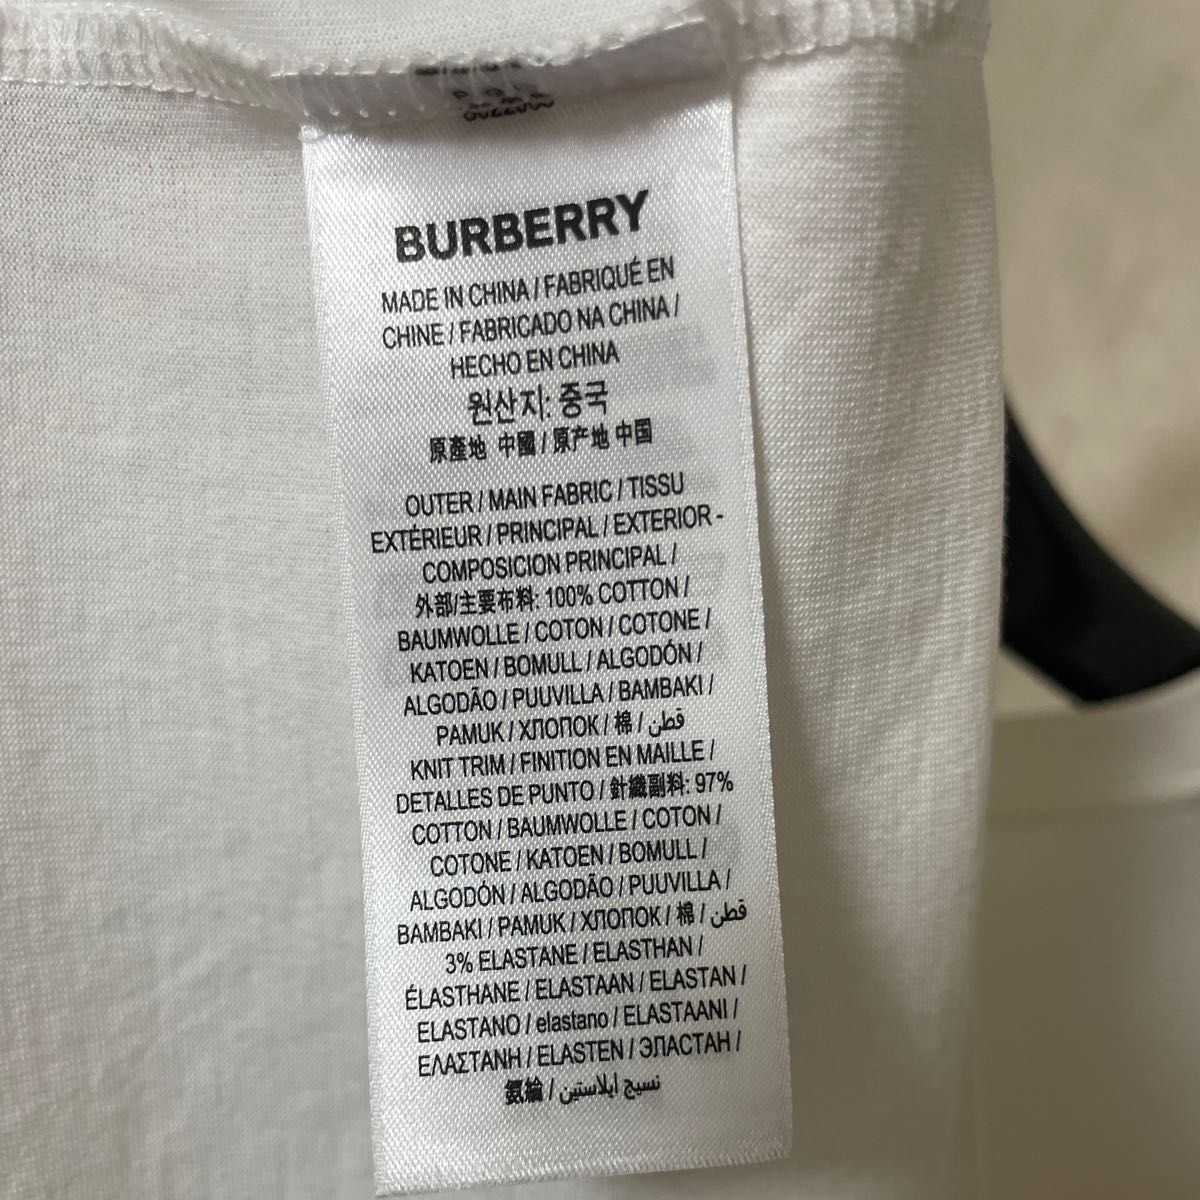 BURBERRY
MADE IN CHINA / FABRIQUÉ EN
CHINE / FABRICADO NA CHINA /
HECHO EN CHINA
원산지: 중국
原產地 中國 / 原产地 中国
OUTER / MAIN FABRIC / TISSU
EXTÉRIEUR / PRINCIPAL / EXTERIOR -
COMPOSICION PRINCIPAL /
外部/主要布料: 100% COTTON /
BAUMWOLLE / COTON / COTONE /
KATOEN / BOMULL / ALGODÓN /
ALGODÃO / PUUVILLA / BAMBAKI /
PAMUK / ХЛОПОК / 棉 / قطن
KNIT TRIM / FINITION EN MAILLE /
DETALLES DE PUNTO / 針織副料: 97%
COTTON / BAUMWOLLE / COTON /
COTONE / KATOEN / BOMULL /
ALGODÓN / ALGODÃO / PUUVILLA /
BAMBAKI / PAMUK / ХЛОПОК / 棉 / قطن
3% ELASTANE / ELASTHAN /
ÉLASTHANE / ELASTAAN / ELASTAN /
ELASTANO / elastano / ELASTAANI /
ΕΛΑΣΤΑΝΗ / ELASTEN / ЭЛАСТАН /
氨綸 / نسيج ايلاستين